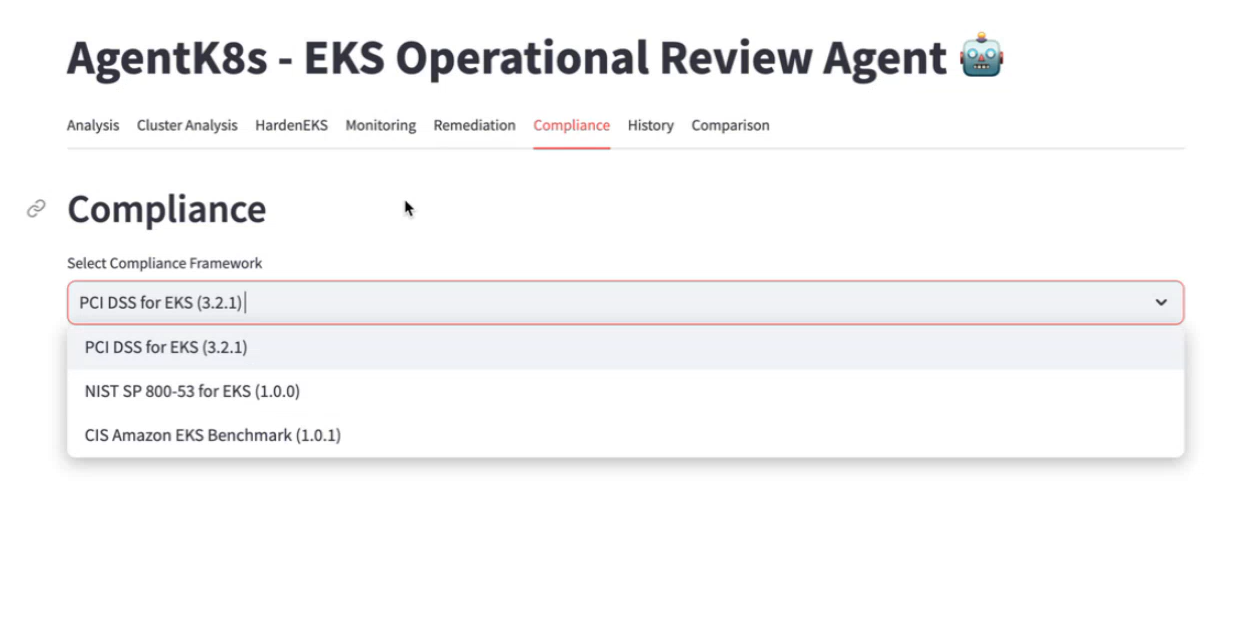 AgentK8s - EKS Operational Review Agent 🤖
Analysis Cluster Analysis HardenEKS Monitoring Remediation Compliance History Comparison
Compliance
Select Compliance Framework
PCI DSS for EKS (3.2.1)
PCI DSS for EKS (3.2.1)
NIST SP 800-53 for EKS (1.0.0)
CIS Amazon EKS Benchmark (1.0.1)